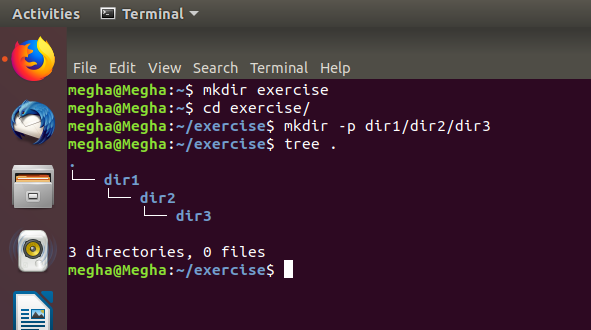 Activities Terminal
File Edit View Search Terminal Help
megha@Megha:~$ mkdir exercise
megha@Megha:~$ cd exercise/
megha@Megha:~/exercise$ mkdir -p dir1/dir2/dir3
megha@Megha:~/exercise$ tree .
.
└── dir1
    └── dir2
        └── dir3
3 directories, 0 files
megha@Megha:~/exercise$